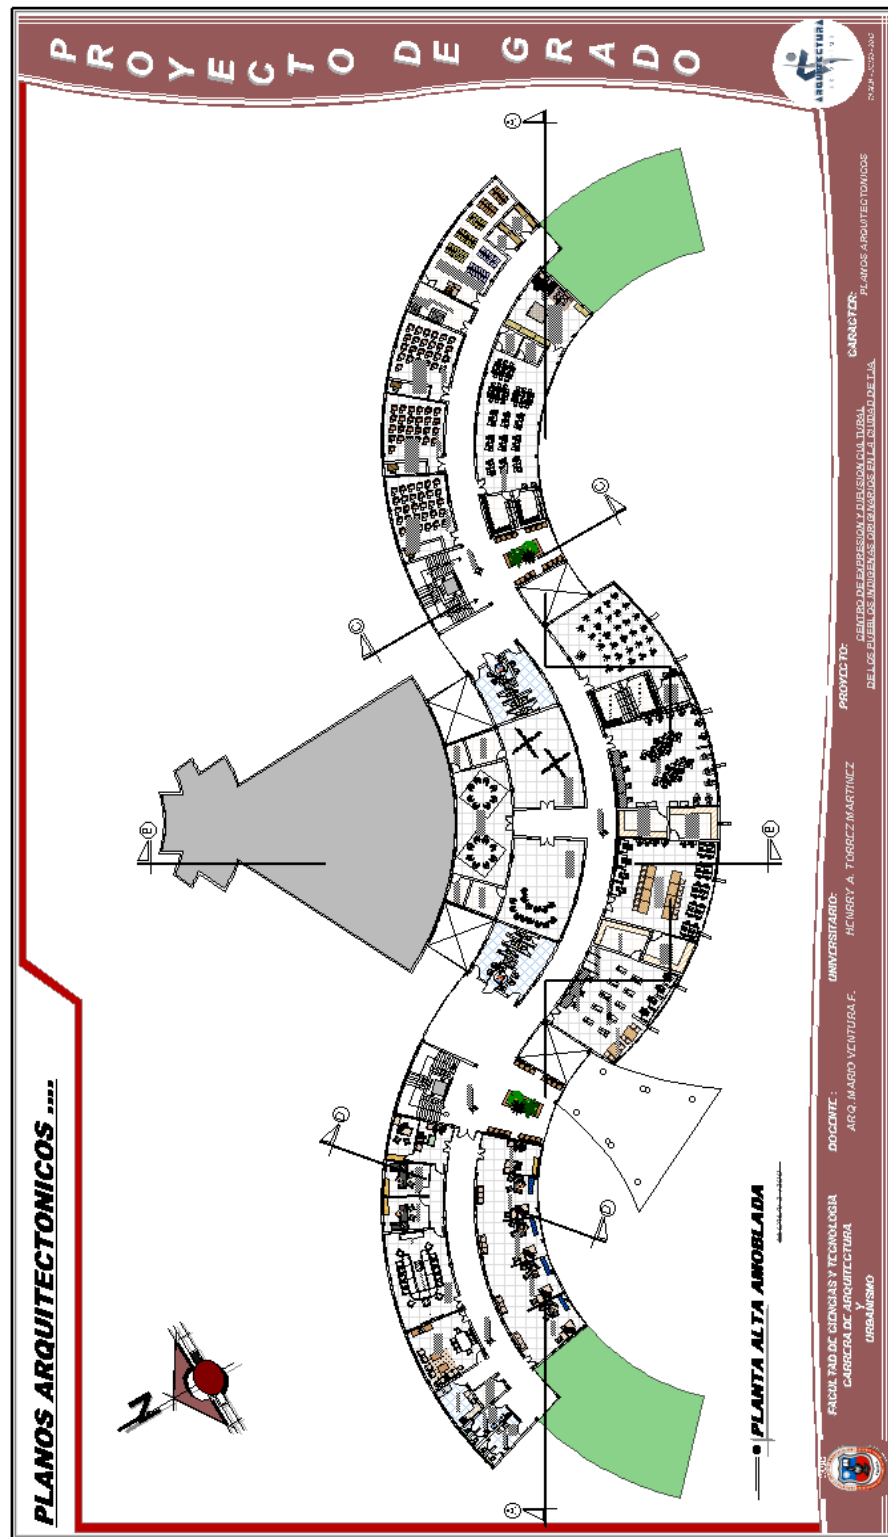 PROYECTO DE GRADO
ARQUITECTURA
PLANOS ARQUITECTONICOS ....
N
A
A
B
B
C
C
D
D
PLANTA ALTA AMOBLADA
FACULTAD DE CIENCIAS Y TECNOLOGIA
CARRERA DE ARQUITECTURA
Y
URBANISMO
DOCENTE :
ARQ. MARIO VENTURA F.
UNIVERSITARIO:
HENRRY A. TORREZ MARTINEZ
PROYECTO:
CENTRO DE EXPRESION Y DIFUSION CULTURAL
DE LOS PUEBLOS INDIGENAS ORIGINARIOS EN LA CIUDAD DE TJA.
CARACTER:
PLANOS ARQUITECTONICOS